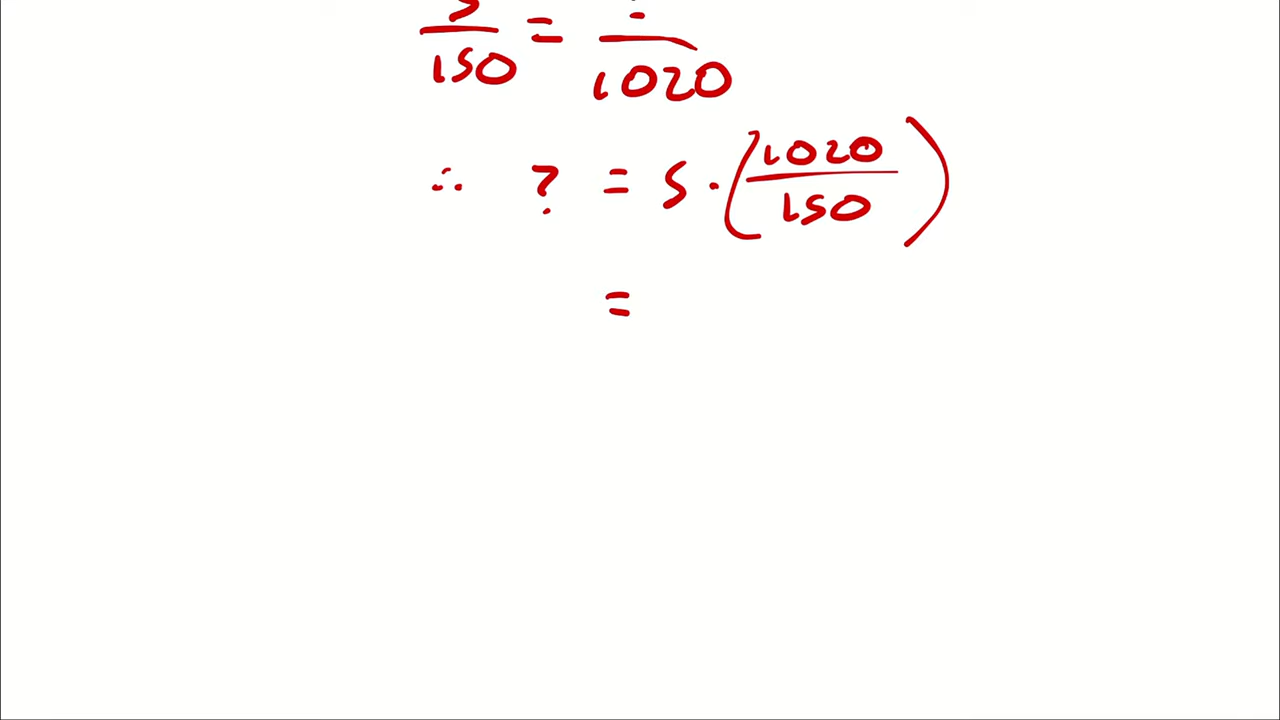 5/150 = ?/1020
∴ ? = 5 · (1020/150)
=